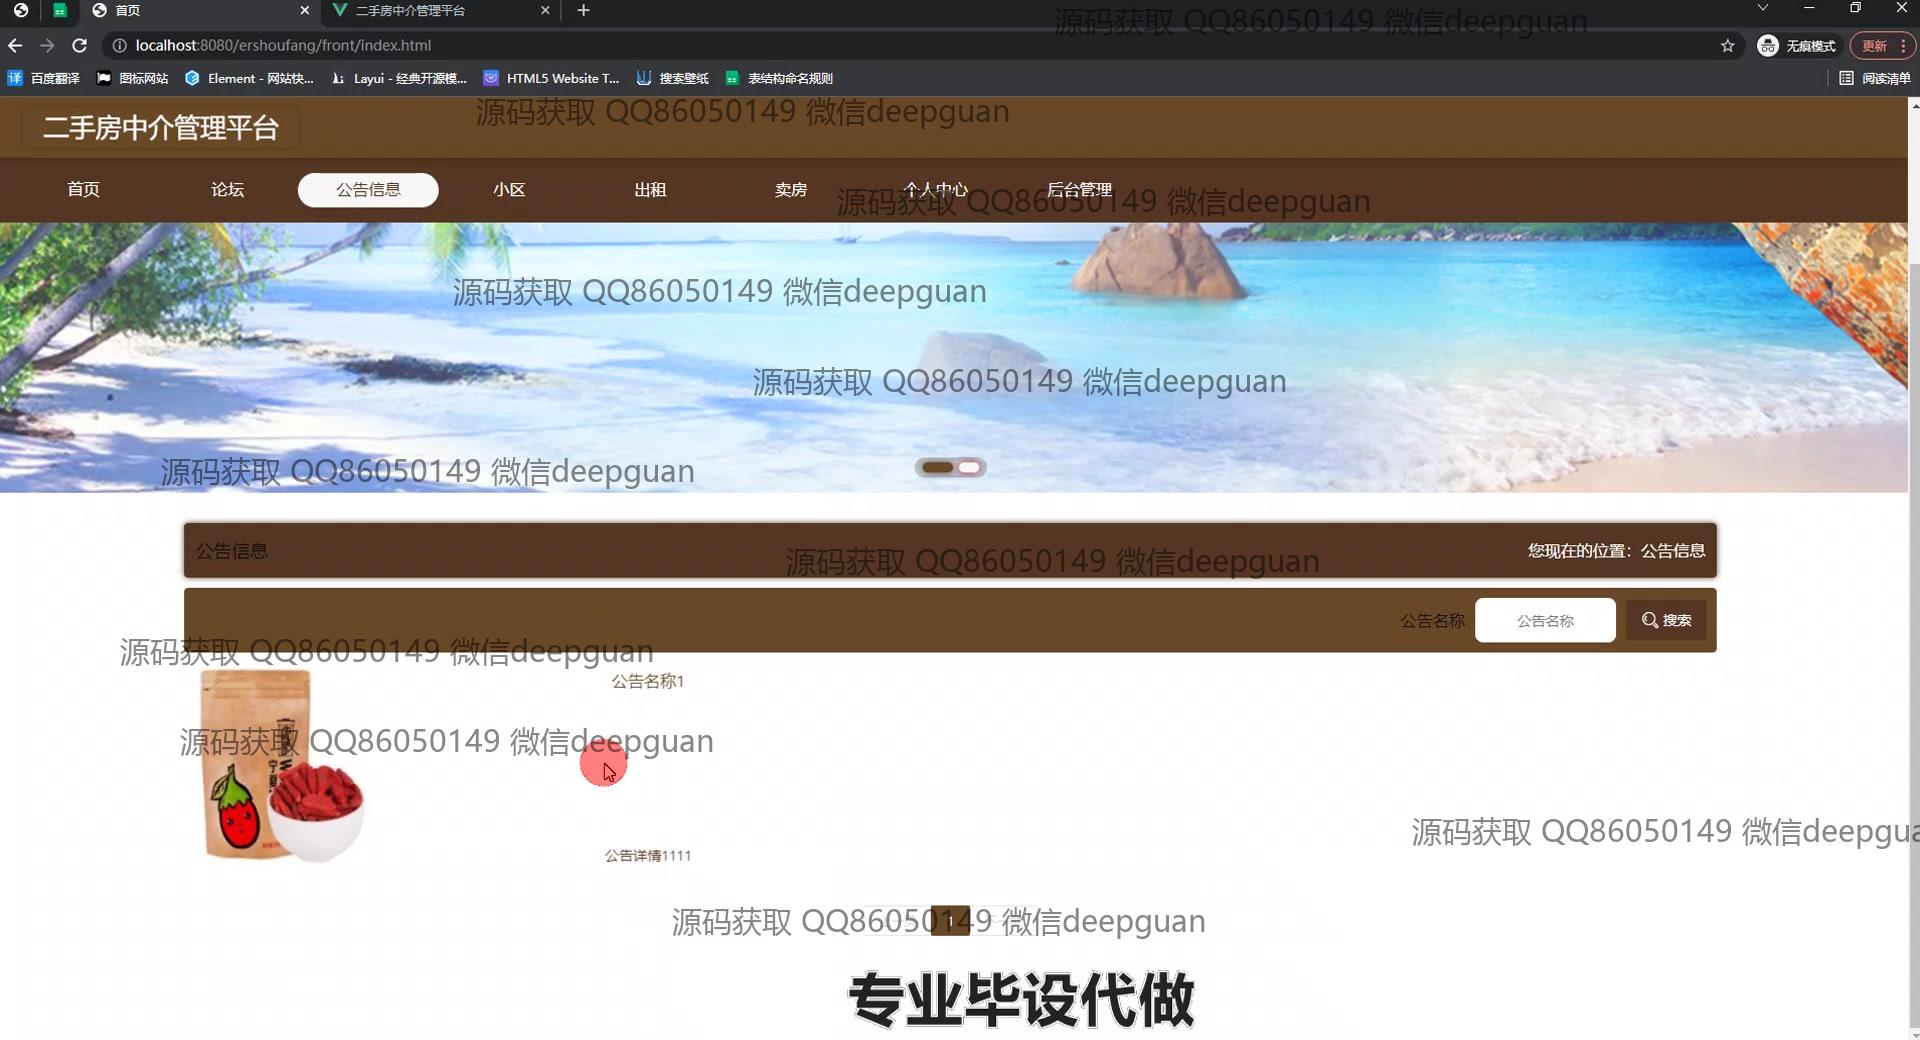 首页
二手房中介管理平台
localhost:8080/ershoufang/front/index.html
无痕模式
更新
百度翻译
图标网站
Element - 网站快...
Layui - 经典开源模...
HTML5 Website T...
搜索壁纸
表结构命名规则
阅读清单
源码获取 QQ86050149 微信deepguan
二手房中介管理平台
源码获取 QQ86050149 微信deepguan
首页
论坛
公告信息
小区
出租
卖房
个人中心
后台管理
源码获取 QQ86050149 微信deepguan
源码获取 QQ86050149 微信deepguan
源码获取 QQ86050149 微信deepguan
源码获取 QQ86050149 微信deepguan
公告信息
源码获取 QQ86050149 微信deepguan
您现在的位置：公告信息
公告名称
公告名称
搜索
源码获取 QQ86050149 微信deepguan
公告名称1
源码获取 QQ86050149 微信deepguan
宁夏
源码获取 QQ86050149 微信deepgua
公告详情1111
源码获取 QQ86050149 微信deepguan
1
专业毕设代做